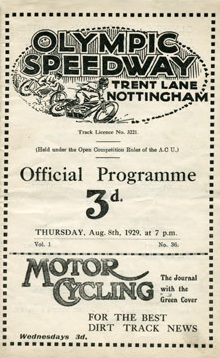 OLYMPIC
SPEEDWAY
TRENT LANE
NOTTINGHAM
Track Licence No. 3221.
(Held under the Open Competition Rules of the A.C.U.)
Official Programme
3d.
THURSDAY, Aug. 8th, 1929, at 7 p.m.
Vol. 1
No. 30.
MOTOR
CYCLING
The Journal
with the
Green Cover
FOR THE BEST
DIRT TRACK NEWS
Wednesdays 3d.